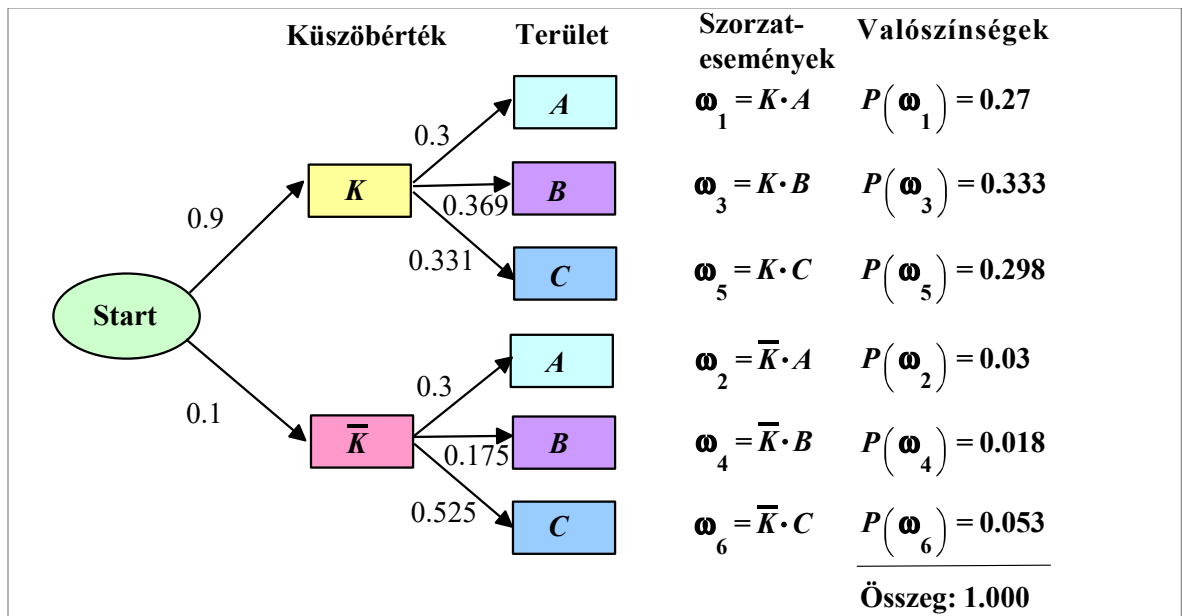 Küszöbérték Terület Szorzat- Valószínségek
események
A ω1 = K·A P(ω1) = 0.27
0.3
K B ω3 = K·B P(ω3) = 0.333
0.369
0.9
0.331
C ω5 = K·C P(ω5) = 0.298
Start
A ω2 = K̅·A P(ω2) = 0.03
0.3
0.1
K̅ B ω4 = K̅·B P(ω4) = 0.018
0.175
0.525
C ω6 = K̅·C P(ω6) = 0.053
Összeg: 1.000